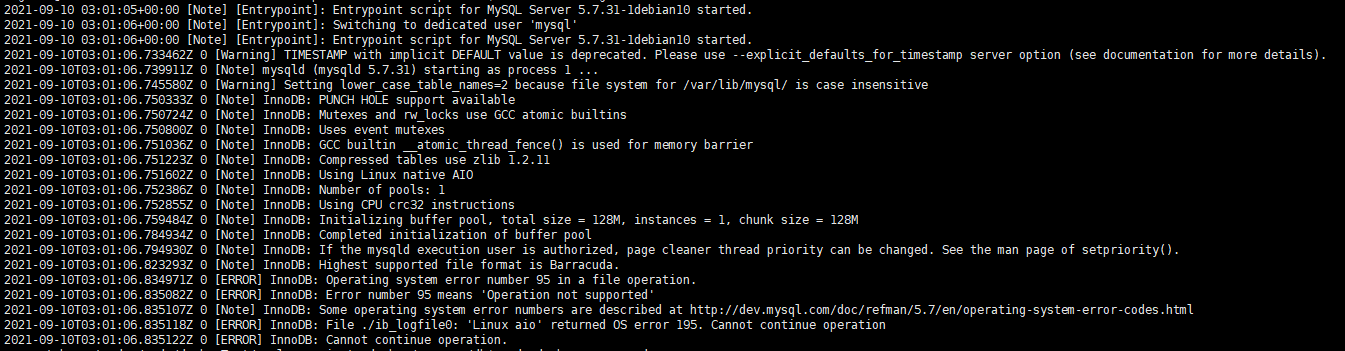 2021-09-10 03:01:05+00:00 [Note] [Entrypoint]: Entrypoint script for MySQL Server 5.7.31-1debian10 started.
2021-09-10 03:01:06+00:00 [Note] [Entrypoint]: Switching to dedicated user 'mysql'
2021-09-10 03:01:06+00:00 [Note] [Entrypoint]: Entrypoint script for MySQL Server 5.7.31-1debian10 started.
2021-09-10T03:01:06.733462Z 0 [Warning] TIMESTAMP with implicit DEFAULT value is deprecated. Please use --explicit_defaults_for_timestamp server option (see documentation for more details).
2021-09-10T03:01:06.739911Z 0 [Note] mysqld (mysqld 5.7.31) starting as process 1 ...
2021-09-10T03:01:06.745580Z 0 [Warning] Setting lower_case_table_names=2 because file system for /var/lib/mysql/ is case insensitive
2021-09-10T03:01:06.750333Z 0 [Note] InnoDB: PUNCH HOLE support available
2021-09-10T03:01:06.750724Z 0 [Note] InnoDB: Mutexes and rw_locks use GCC atomic builtins
2021-09-10T03:01:06.750800Z 0 [Note] InnoDB: Uses event mutexes
2021-09-10T03:01:06.751036Z 0 [Note] InnoDB: GCC builtin __atomic_thread_fence() is used for memory barrier
2021-09-10T03:01:06.751223Z 0 [Note] InnoDB: Compressed tables use zlib 1.2.11
2021-09-10T03:01:06.751602Z 0 [Note] InnoDB: Using Linux native AIO
2021-09-10T03:01:06.752386Z 0 [Note] InnoDB: Number of pools: 1
2021-09-10T03:01:06.752855Z 0 [Note] InnoDB: Using CPU crc32 instructions
2021-09-10T03:01:06.759484Z 0 [Note] InnoDB: Initializing buffer pool, total size = 128M, instances = 1, chunk size = 128M
2021-09-10T03:01:06.784934Z 0 [Note] InnoDB: Completed initialization of buffer pool
2021-09-10T03:01:06.794930Z 0 [Note] InnoDB: If the mysqld execution user is authorized, page cleaner thread priority can be changed. See the man page of setpriority().
2021-09-10T03:01:06.823293Z 0 [Note] InnoDB: Highest supported file format is Barracuda.
2021-09-10T03:01:06.834971Z 0 [ERROR] InnoDB: Operating system error number 95 in a file operation.
2021-09-10T03:01:06.835082Z 0 [ERROR] InnoDB: Error number 95 means 'Operation not supported'
2021-09-10T03:01:06.835107Z 0 [Note] InnoDB: Some operating system error numbers are described at http://dev.mysql.com/doc/refman/5.7/en/operating-system-error-codes.html
2021-09-10T03:01:06.835118Z 0 [ERROR] InnoDB: File ./ib_logfile0: 'Linux aio' returned OS error 195. Cannot continue operation
2021-09-10T03:01:06.835122Z 0 [ERROR] InnoDB: Cannot continue operation.